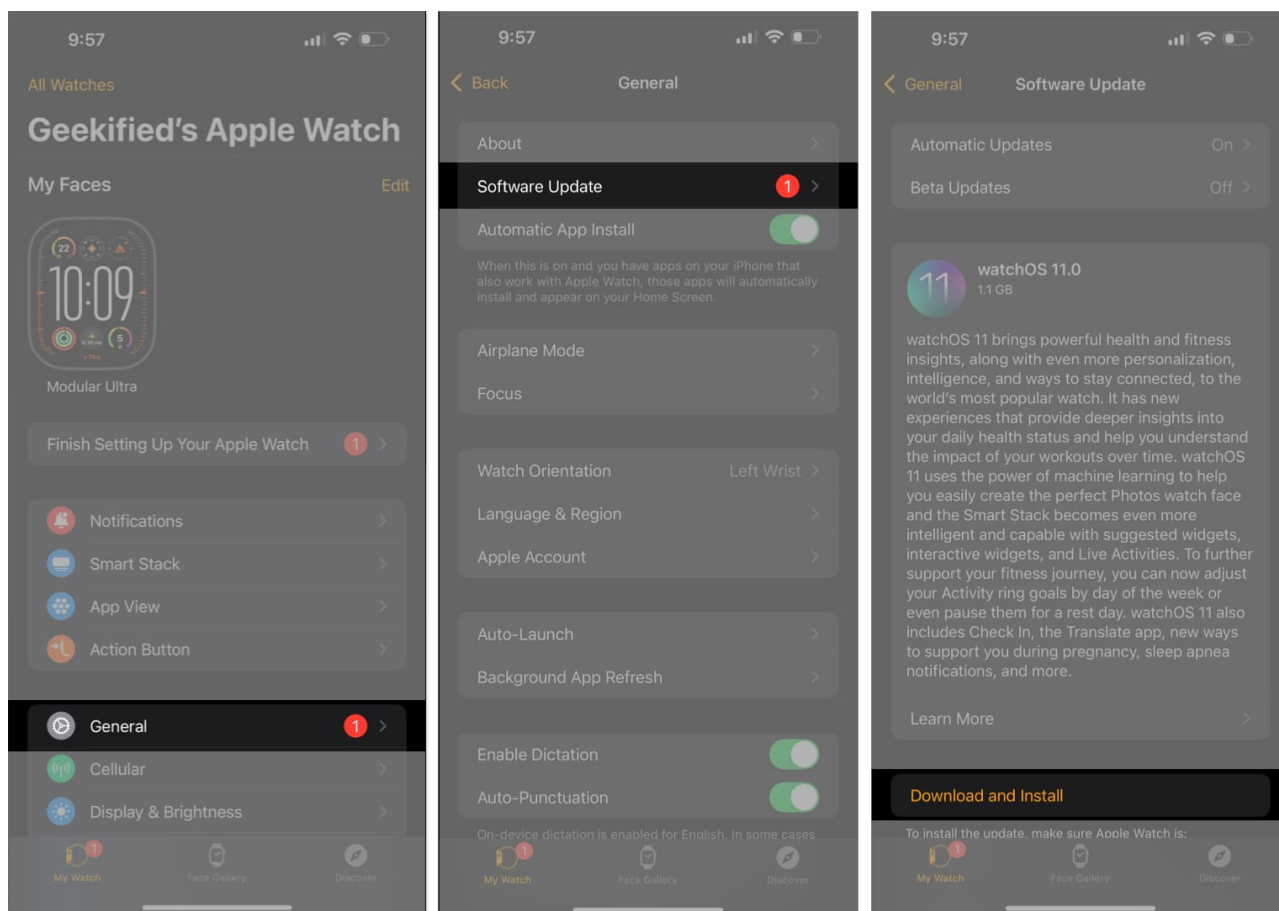 9:57
All Watches
Geekified's Apple Watch
My Faces
Edit
22
10:09
5
Modular Ultra
Finish Setting Up Your Apple Watch
1
Notifications
Smart Stack
App View
Action Button
General
1
Cellular
Display & Brightness
1
My Watch
Face Gallery
Discover
9:57
Back
General
About
Software Update
1
Automatic App Install
When this is on and you have apps on your iPhone that
also work with Apple Watch, those apps will automatically
install and appear on your Home Screen.
Airplane Mode
Focus
Watch Orientation
Left Wrist
Language & Region
Apple Account
Auto-Launch
Background App Refresh
Enable Dictation
Auto-Punctuation
On-device dictation is enabled for English. In some cases
1
My Watch
Face Gallery
Discover
9:57
General
Software Update
Automatic Updates
On
Beta Updates
Off
11
watchOS 11.0
1.1 GB
watchOS 11 brings powerful health and fitness
insights, along with even more personalization,
intelligence, and ways to stay connected, to the
world's most popular watch. It has new
experiences that provide deeper insights into
your daily health status and help you understand
the impact of your workouts over time. watchOS
11 uses the power of machine learning to help
you easily create the perfect Photos watch face
and the Smart Stack becomes even more
intelligent and capable with suggested widgets,
interactive widgets, and Live Activities. To further
support your fitness journey, you can now adjust
your Activity ring goals by day of the week or
even pause them for a rest day. watchOS 11 also
includes Check In, the Translate app, new ways
to support you during pregnancy, sleep apnea
notifications, and more.
Learn More
Download and Install
To install the update, make sure Apple Watch is:
1
My Watch
Face Gallery
Discover